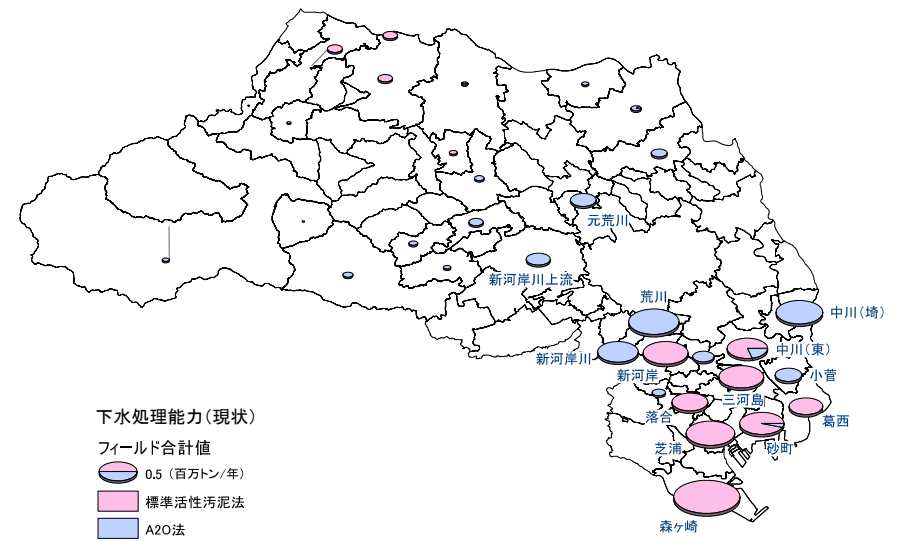 元荒川
新河岸川上流
荒川
中川(埼)
新河岸川
新河岸
中川(東)
小菅
三河島
落合
葛西
芝浦
砂町
森ヶ崎
下水処理能力(現状)
フィールド合計値
0.5 (百万トン/年)
標準活性汚泥法
A2O法